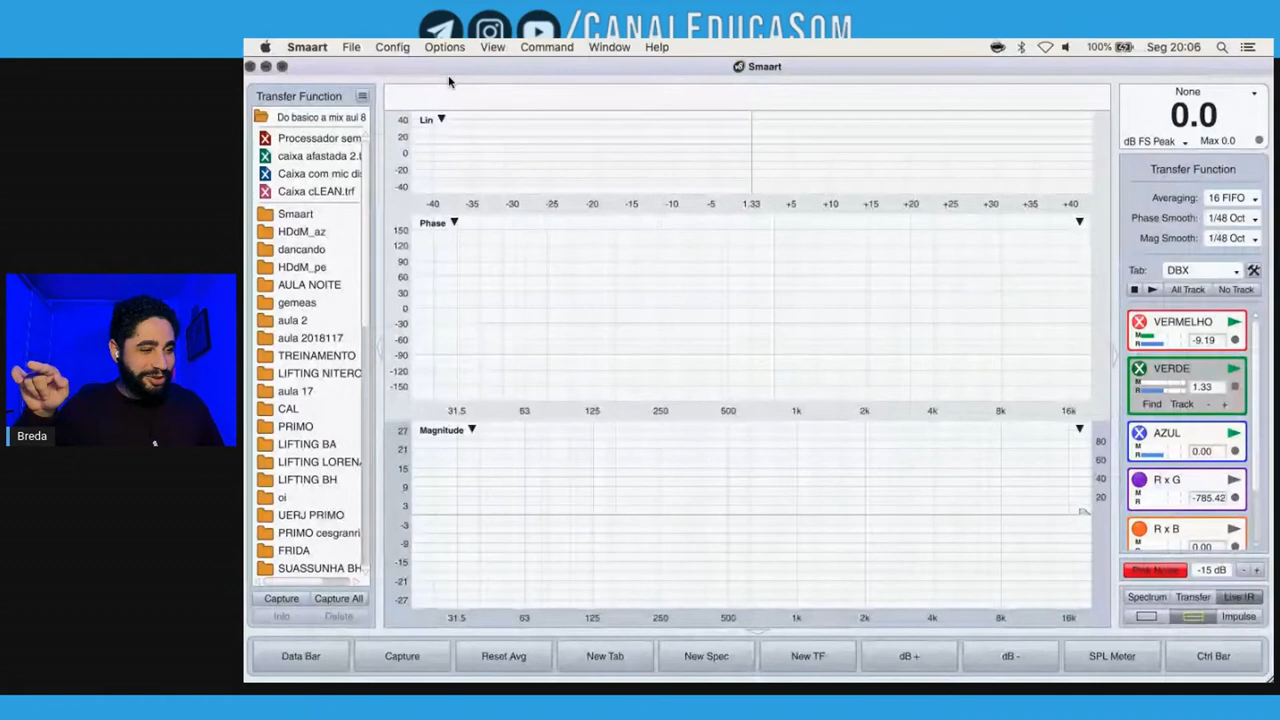 /CanalEducaSom
Smaart File Config Options View Command Window Help 100% Seg 20:06
Smaart
Transfer Function
Do basico a mix aul 8
Processador sem
caixa afastada 2.t
Caixa com mic di
Caixa cLEAN.trf
Smaart
HDdM_az
dancando
HDdM_pe
AULA NOITE
gemeas
aula 2
aula 2018117
TREINAMENTO
LIFTING NITERO
aula 17
CAL
PRIMO
LIFTING BA
LIFTING LOREN
LIFTING BH
oi
UERJ PRIMO
PRIMO cesgranri
FRIDA
SUASSUNHA BH
Capture Capture All
Info Delete
Lin
40
20
0
-20
-40
-40 -35 -25 -20 -15 -10 -5 1.33 +5 +10 +15 +20 +25 +30 +35 +40
Phase
150
120
90
60
30
0
-30
-60
-90
-120
-150
31.5 63 125 250 500 1k 2k 4k 8k 16k
Magnitude
27
21
15
9
3
-3
-9
-15
-21
-27
80
60
40
20
31.5 63 125 250 500 1k 2k 4k 8k 16k
None
0.0
dB FS Peak Max 0.0
Transfer Function
Averaging: 16 FIFO
Phase Smooth: 1/48 Oct
Mag Smooth: 1/48 Oct
Tab: DBX
All Track No Track
VERMELHO
M
R -9.19
VERDE
M
R 1.33
Find Track - +
AZUL
M
R 0.00
R x G
M
R -785.42
R x B
M
0.00
Pink Noise -15 dB - +
Spectrum Transfer Live IR
Impulse
Data Bar Capture Reset Avg New Tab New Spec New TF dB + dB - SPL Meter Ctrl Bar
Breda